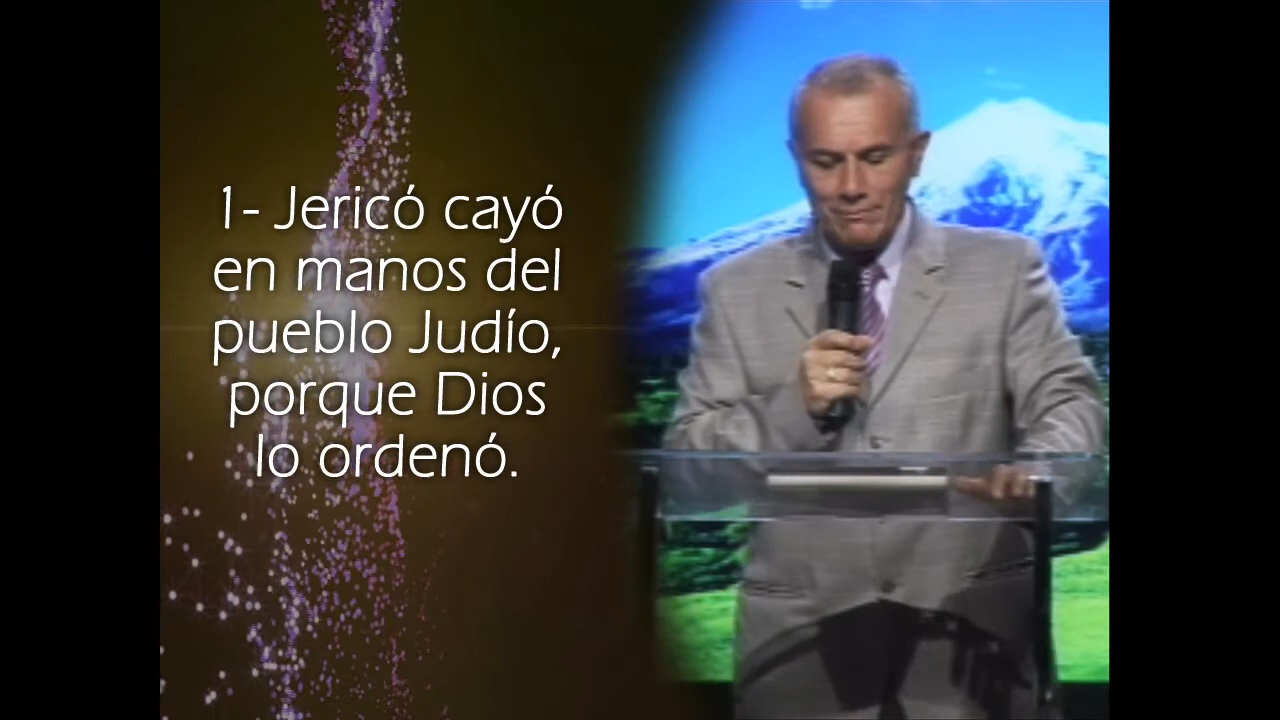 1- Jericó cayó
en manos del
pueblo Judío,
porque Dios
lo ordenó.